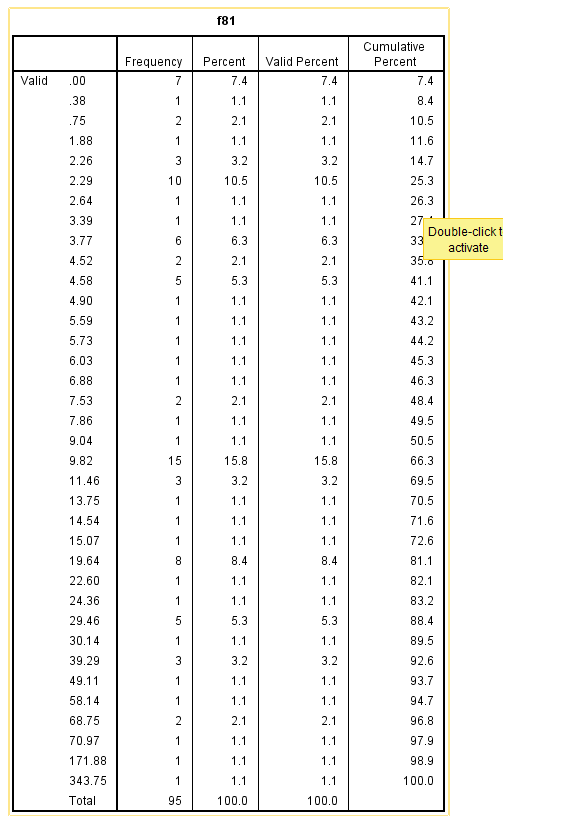 f81
Frequency Percent Valid Percent Cumulative Percent
Valid .00 7 7.4 7.4 7.4
.38 1 1.1 1.1 8.4
.75 2 2.1 2.1 10.5
1.88 1 1.1 1.1 11.6
2.26 3 3.2 3.2 14.7
2.29 10 10.5 10.5 25.3
2.64 1 1.1 1.1 26.3
3.39 1 1.1 1.1
3.77 6 6.3 6.3
4.52 2 2.1 2.1 35.8
4.58 5 5.3 5.3 41.1
4.90 1 1.1 1.1 42.1
5.59 1 1.1 1.1 43.2
5.73 1 1.1 1.1 44.2
6.03 1 1.1 1.1 45.3
6.88 1 1.1 1.1 46.3
7.53 2 2.1 2.1 48.4
7.86 1 1.1 1.1 49.5
9.04 1 1.1 1.1 50.5
9.82 15 15.8 15.8 66.3
11.46 3 3.2 3.2 69.5
13.75 1 1.1 1.1 70.5
14.54 1 1.1 1.1 71.6
15.07 1 1.1 1.1 72.6
19.64 8 8.4 8.4 81.1
22.60 1 1.1 1.1 82.1
24.36 1 1.1 1.1 83.2
29.46 5 5.3 5.3 88.4
30.14 1 1.1 1.1 89.5
39.29 3 3.2 3.2 92.6
49.11 1 1.1 1.1 93.7
58.14 1 1.1 1.1 94.7
68.75 2 2.1 2.1 96.8
70.97 1 1.1 1.1 97.9
171.88 1 1.1 1.1 98.9
343.75 1 1.1 1.1 100.0
Total 95 100.0 100.0
Double-click t
activate